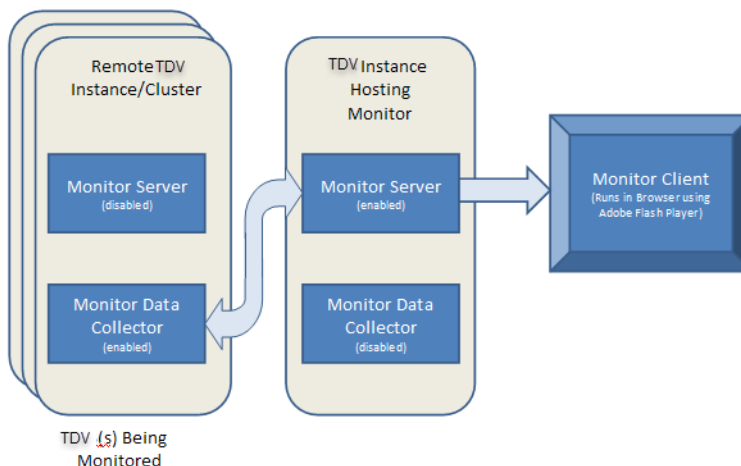 Remote TDV
Instance/Cluster
Monitor Server
(disabled)
Monitor Data
Collector
(enabled)
TDV (s) Being
Monitored
TDV Instance
Hosting
Monitor
Monitor Server
(enabled)
Monitor Data
Collector
(disabled)
Monitor Client
(Runs in Browser using
Adobe Flash Player)